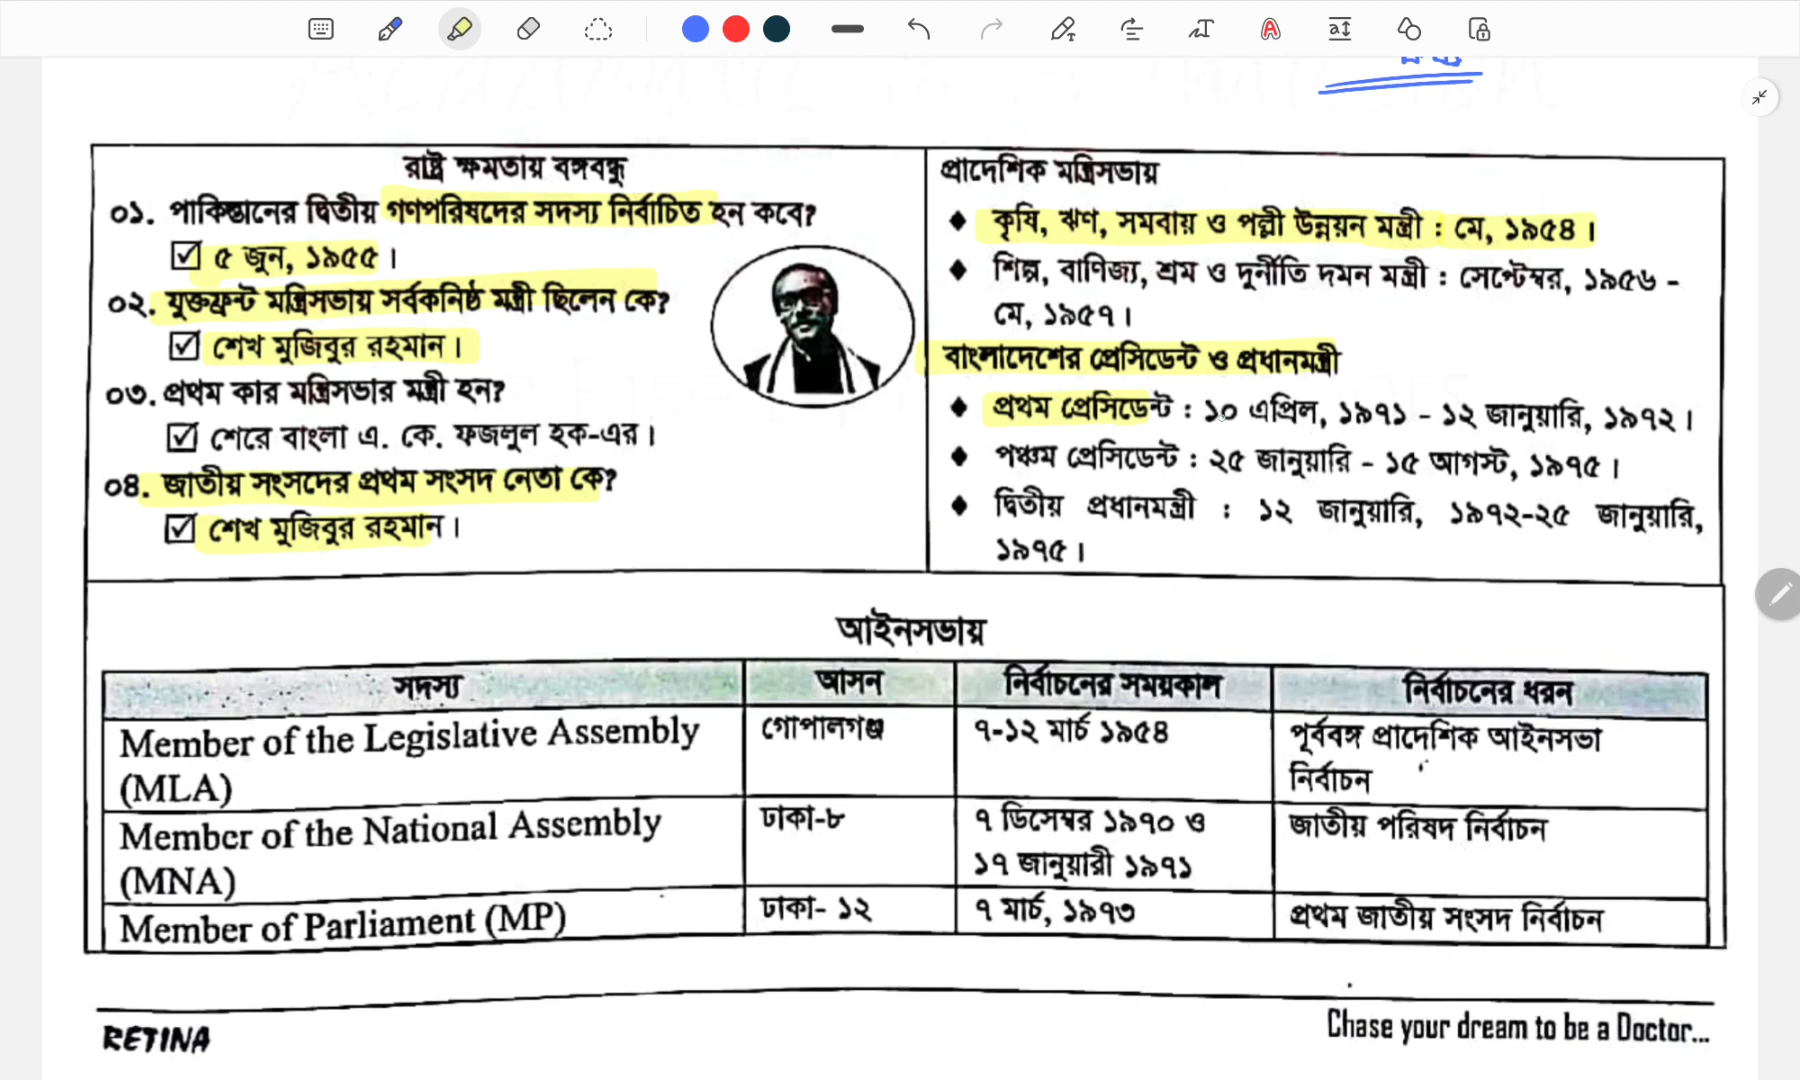 রাষ্ট্র ক্ষমতায় বঙ্গবন্ধু
০১. পাকিস্তানের দ্বিতীয় গণপরিষদের সদস্য নির্বাচিত হন কবে?
৫ জুন, ১৯৫৫।
০২. যুক্তফ্রন্ট মন্ত্রিসভায় সর্বকনিষ্ঠ মন্ত্রী ছিলেন কে?
শেখ মুজিবুর রহমান।
০৩. প্রথম কার মন্ত্রিসভার মন্ত্রী হন?
শেরে বাংলা এ. কে. ফজলুল হক-এর।
০৪. জাতীয় সংসদের প্রথম সংসদ নেতা কে?
শেখ মুজিবুর রহমান।
প্রাদেশিক মন্ত্রিসভায়
◆ কৃষি, ঋণ, সমবায় ও পল্লী উন্নয়ন মন্ত্রী : মে, ১৯৫৪।
◆ শিল্প, বাণিজ্য, শ্রম ও দুর্নীতি দমন মন্ত্রী : সেপ্টেম্বর, ১৯৫৬ -
মে, ১৯৫৭।
বাংলাদেশের প্রেসিডেন্ট ও প্রধানমন্ত্রী
◆ প্রথম প্রেসিডেন্ট : ১০ এপ্রিল, ১৯৭১ - ১২ জানুয়ারি, ১৯৭২।
◆ পঞ্চম প্রেসিডেন্ট : ২৫ জানুয়ারি - ১৫ আগস্ট, ১৯৭৫।
◆ দ্বিতীয় প্রধানমন্ত্রী : ১২ জানুয়ারি, ১৯৭২-২৫ জানুয়ারি,
১৯৭৫।
আইনসভায়
সদস্য আসন নির্বাচনের সময়কাল নির্বাচনের ধরন
Member of the Legislative Assembly গোপালগঞ্জ ৭-১২ মার্চ ১৯৫৪ পূর্ববঙ্গ প্রাদেশিক আইনসভা
(MLA) নির্বাচন
Member of the National Assembly ঢাকা-৮ ৭ ডিসেম্বর ১৯৭০ ও জাতীয় পরিষদ নির্বাচন
(MNA) ১৭ জানুয়ারী ১৯৭১
Member of Parliament (MP) ঢাকা- ১২ ৭ মার্চ, ১৯৭৩ প্রথম জাতীয় সংসদ নির্বাচন
RETINA Chase your dream to be a Doctor...